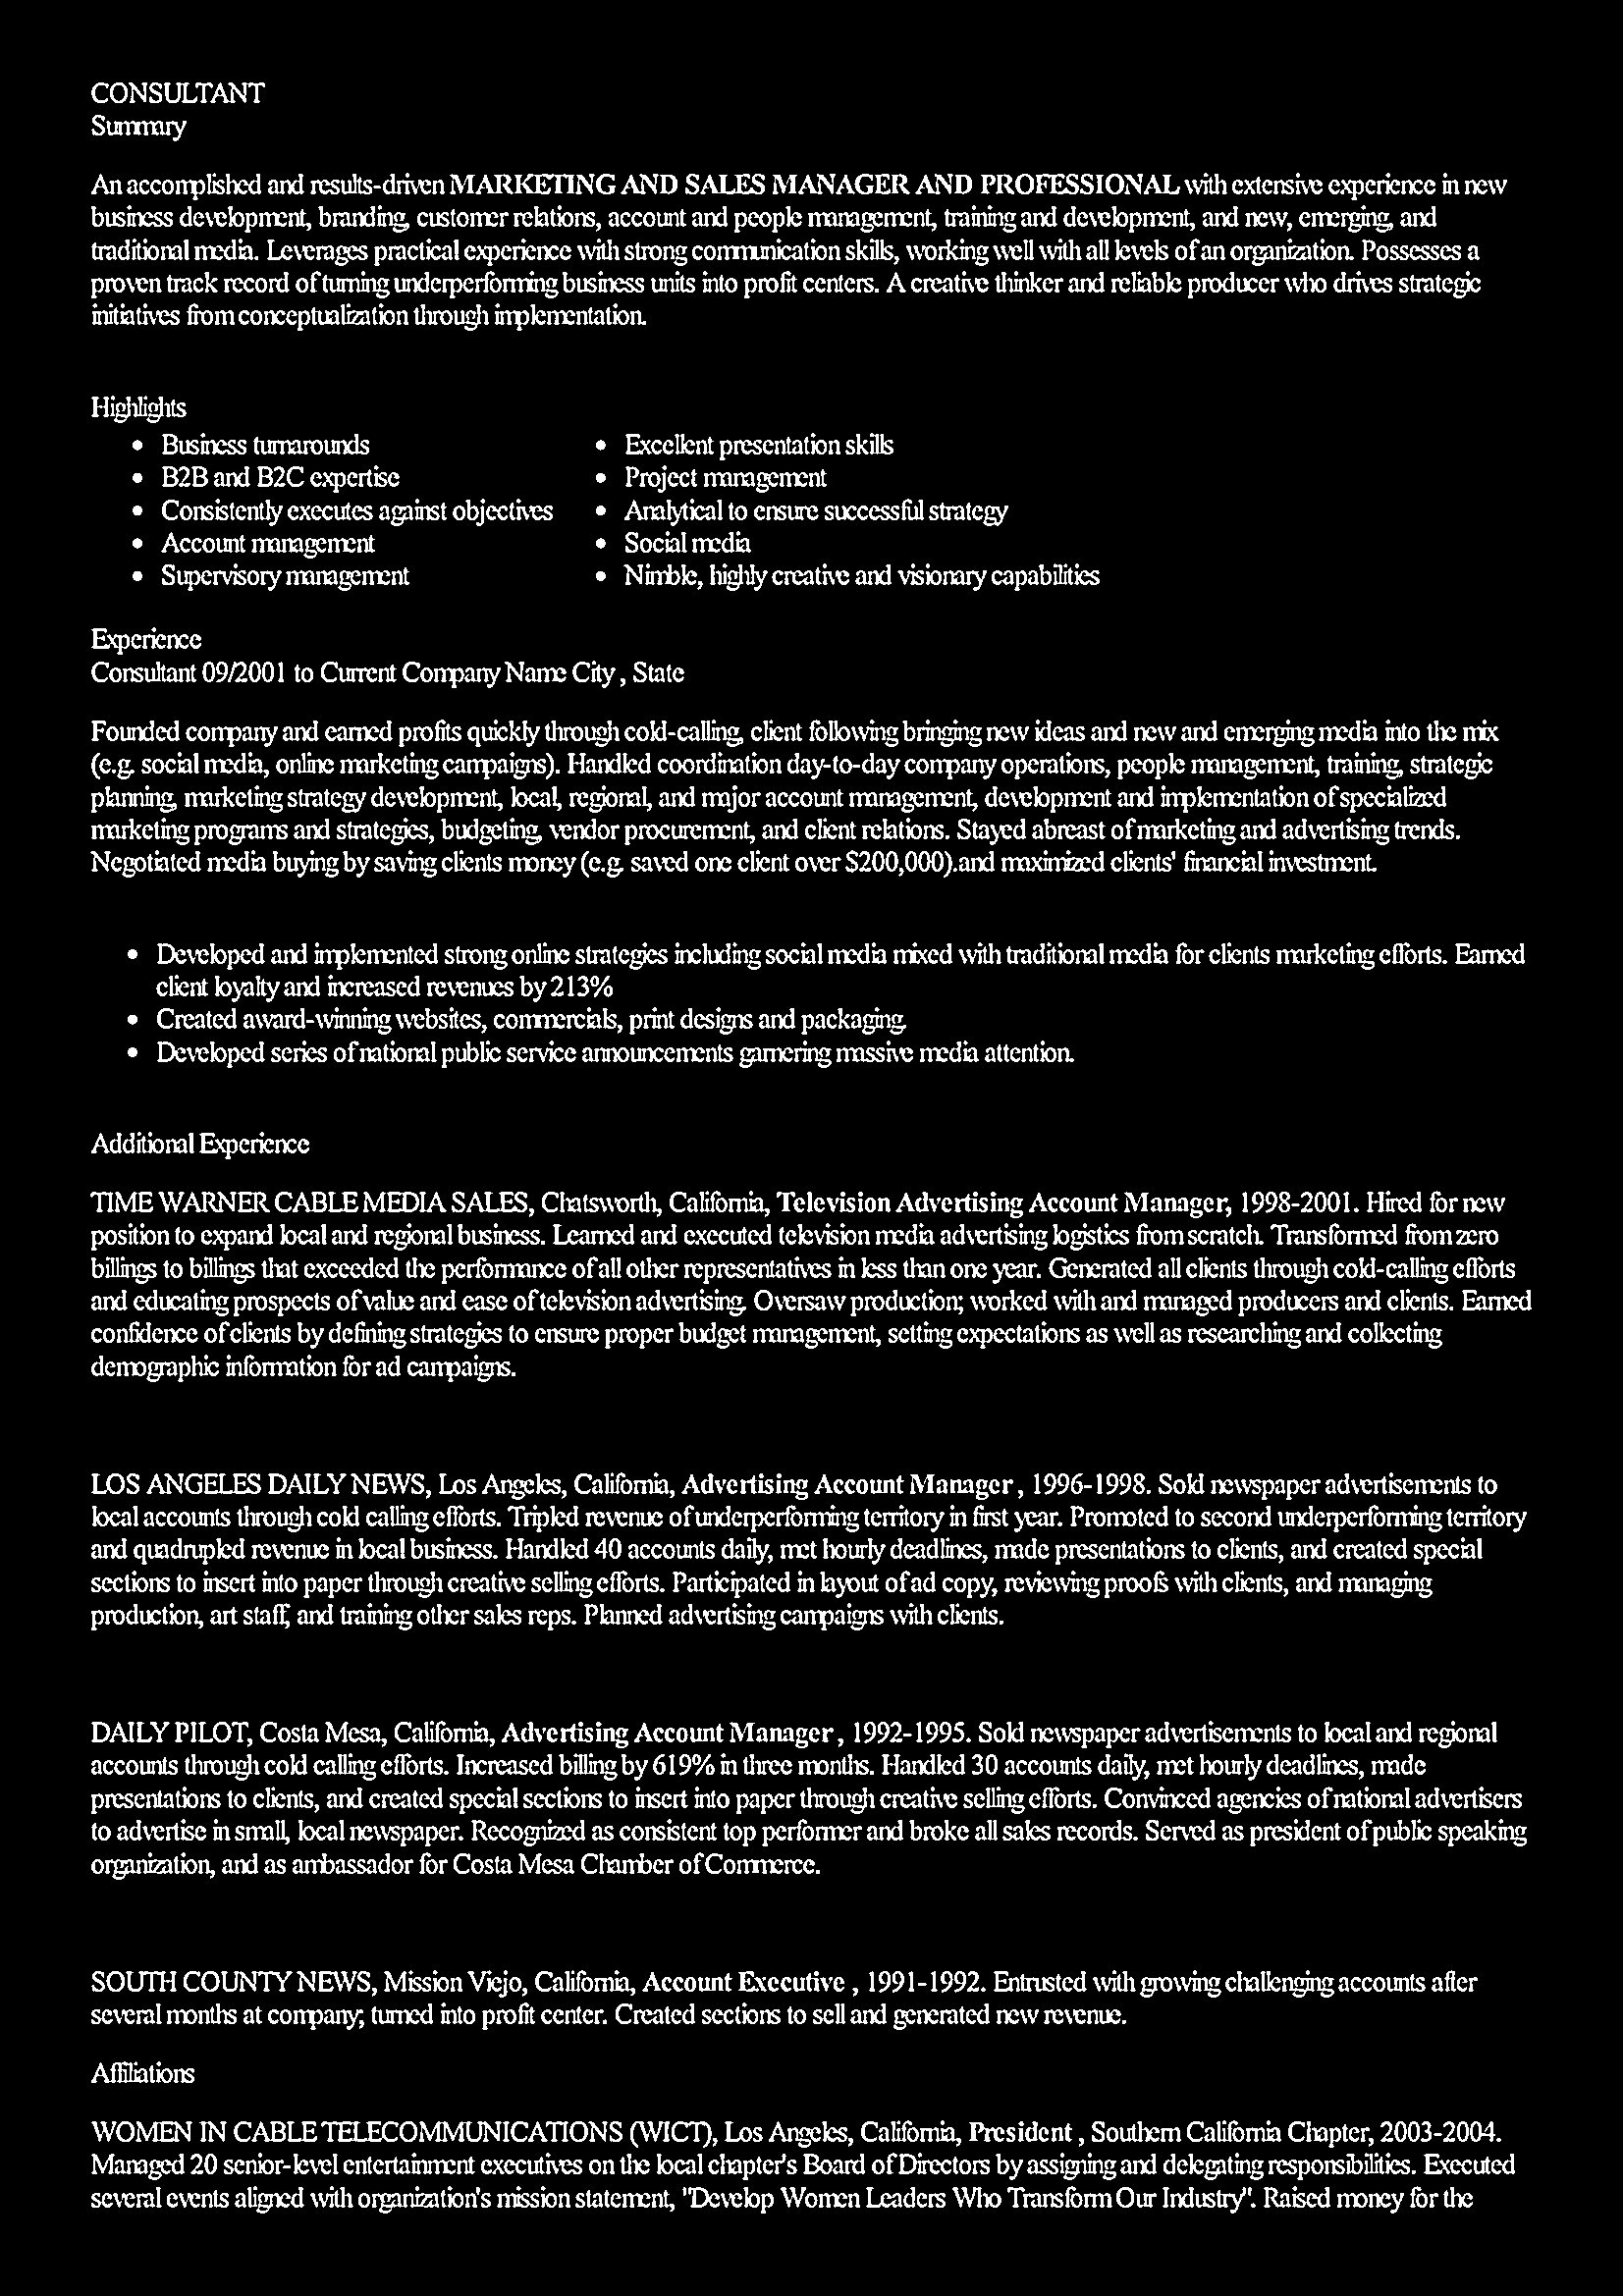 CONSULTANT
Summary
An accomplished and results-driven MARKETING AND SALES MANAGER AND PROFESSIONAL with extensive experience in new
business development, branding, customer relations, account and people management, training and development, and new, emerging, and
traditional media. Leverages practical experience with strong communication skills, working well with all levels of an organization. Possesses a
proven track record of turning underperforming business units into profit centers. A creative thinker and reliable producer who drives strategic
initiatives from conceptualization through implementation.
Highlights
• Business turnarounds
• B2B and B2C expertise
• Consistently executes against objectives
• Account management
• Supervisory management
• Excellent presentation skills
• Project management
• Analytical to ensure successful strategy
• Social media
• Nimble, highly creative and visionary capabilities
Experience
Consultant 09/2001 to Current Company Name City , State
Founded company and earned profits quickly through cold-calling, client following bringing new ideas and new and emerging media into the mix
(e.g. social media, online marketing campaigns). Handled coordination day-to-day company operations, people management, training, strategic
planning, marketing strategy development, local, regional, and major account management, development and implementation of specialized
marketing programs and strategies, budgeting, vendor procurement, and client relations. Stayed abreast of marketing and advertising trends.
Negotiated media buying by saving clients money (e.g. saved one client over $200,000).and maximized clients' financial investment.
• Developed and implemented strong online strategies including social media mixed with traditional media for clients marketing efforts. Earned
client loyalty and increased revenues by 213%
• Created award-winning websites, commercials, print designs and packaging.
• Developed series of national public service announcements garnering massive media attention.
Additional Experience
TIME WARNER CABLE MEDIA SALES, Chatsworth, California, Television Advertising Account Manager, 1998-2001. Hired for new
position to expand local and regional business. Learned and executed television media advertising logistics from scratch. Transformed from zero
billings to billings that exceeded the performance of all other representatives in less than one year. Generated all clients through cold-calling efforts
and educating prospects of value and ease of television advertising. Oversaw production; worked with and managed producers and clients. Earned
confidence of clients by defining strategies to ensure proper budget management, setting expectations as well as researching and collecting
demographic information for ad campaigns.
LOS ANGELES DAILY NEWS, Los Angeles, California, Advertising Account Manager , 1996-1998. Sold newspaper advertisements to
local accounts through cold calling efforts. Tripled revenue of underperforming territory in first year. Promoted to second underperforming territory
and quadrupled revenue in local business. Handled 40 accounts daily, met hourly deadlines, made presentations to clients, and created special
sections to insert into paper through creative selling efforts. Participated in layout of ad copy, reviewing proofs with clients, and managing
production, art staff, and training other sales reps. Planned advertising campaigns with clients.
DAILY PILOT, Costa Mesa, California, Advertising Account Manager , 1992-1995. Sold newspaper advertisements to local and regional
accounts through cold calling efforts. Increased billing by 619% in three months. Handled 30 accounts daily, met hourly deadlines, made
presentations to clients, and created special sections to insert into paper through creative selling efforts. Convinced agencies of national advertisers
to advertise in small, local newspaper. Recognized as consistent top performer and broke all sales records. Served as president of public speaking
organization, and as ambassador for Costa Mesa Chamber of Commerce.
SOUTH COUNTY NEWS, Mission Viejo, California, Account Executive , 1991-1992. Entrusted with growing challenging accounts after
several months at company; turned into profit center. Created sections to sell and generated new revenue.
Affiliations
WOMEN IN CABLE TELECOMMUNICATIONS (WICT), Los Angeles, California, President , Southern California Chapter, 2003-2004.
Managed 20 senior-level entertainment executives on the local chapter's Board of Directors by assigning and delegating responsibilities. Executed
several events aligned with organization's mission statement, "Develop Women Leaders Who Transform Our Industry". Raised money for the